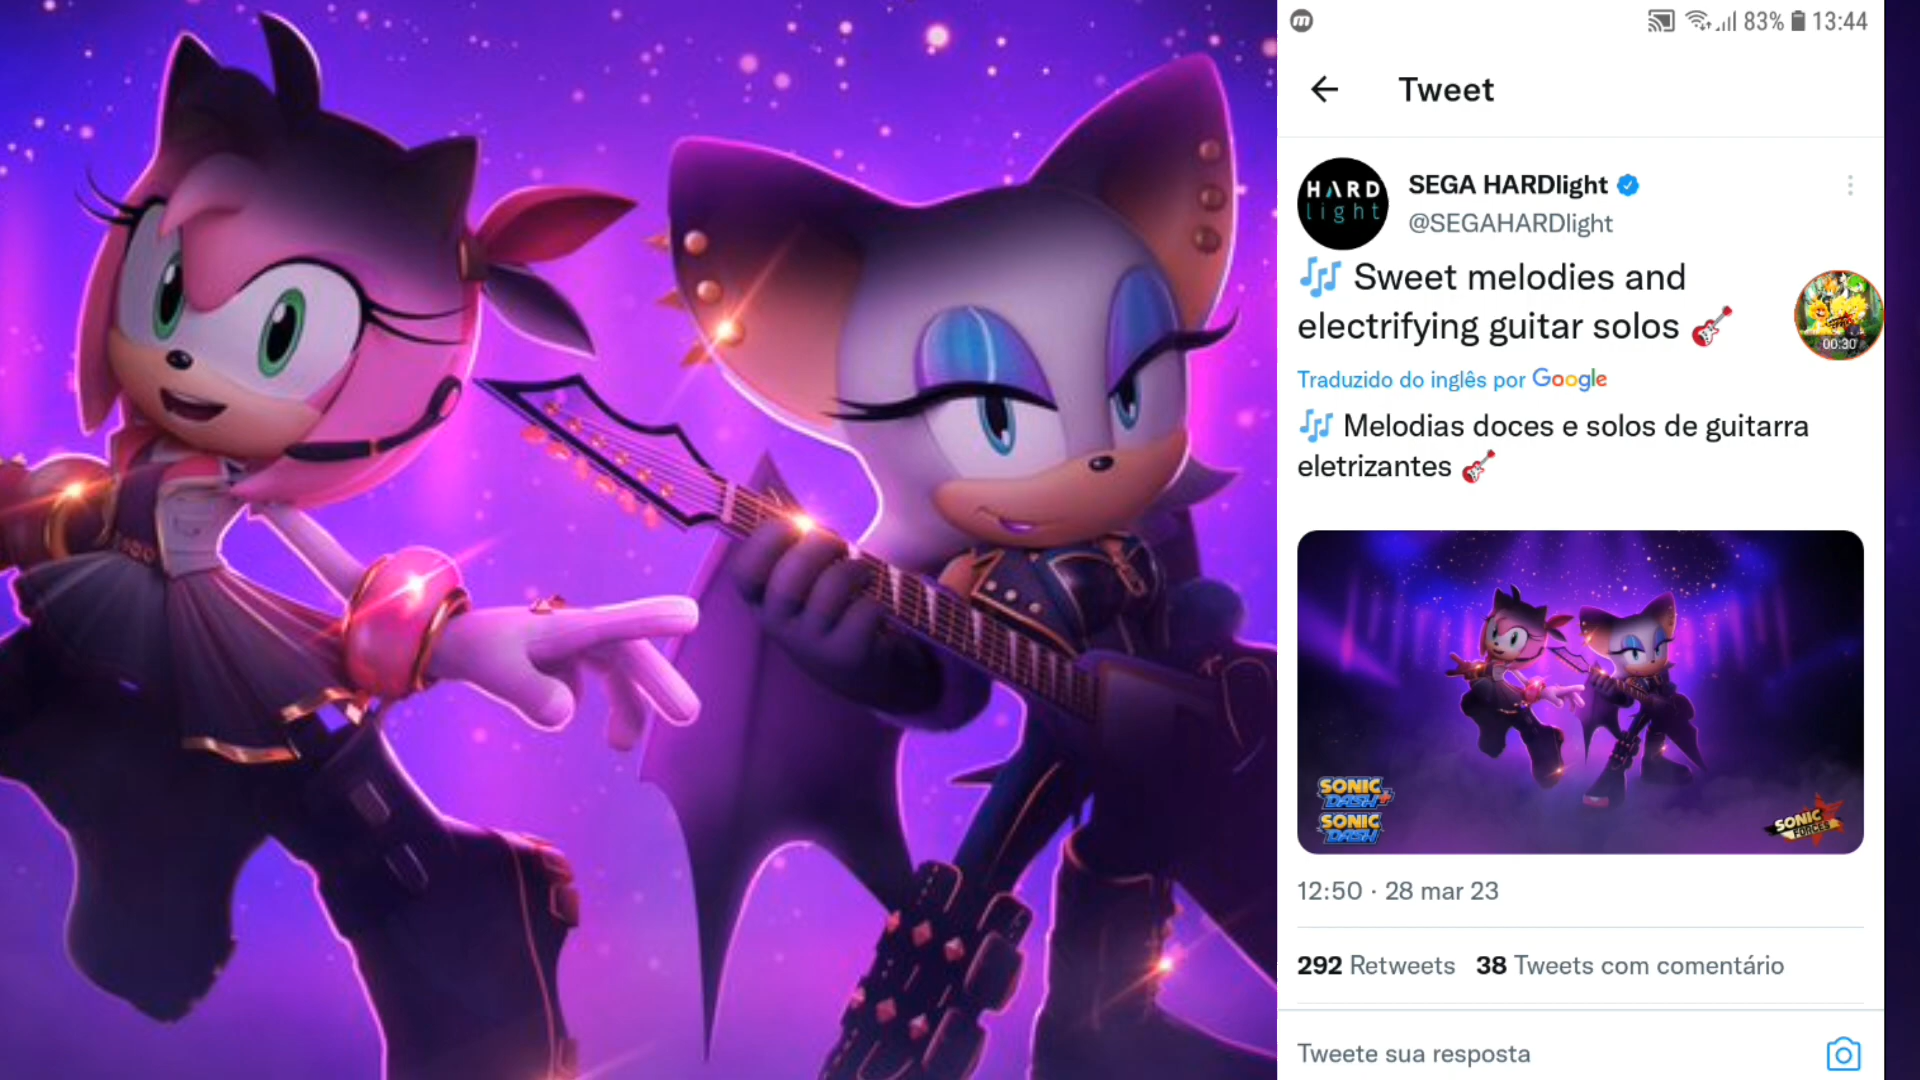 83% 13:44
Tweet
HARD
light
SEGA HARDlight
@SEGAHARDlight
Sweet melodies and
electrifying guitar solos
00:30
Traduzido do inglês por Google
Melodias doces e solos de guitarra
eletrizantes
SONIC
DASH+
SONIC
DASH
SONIC
FORCES
12:50 · 28 mar 23
292 Retweets 38 Tweets com comentário
Tweete sua resposta